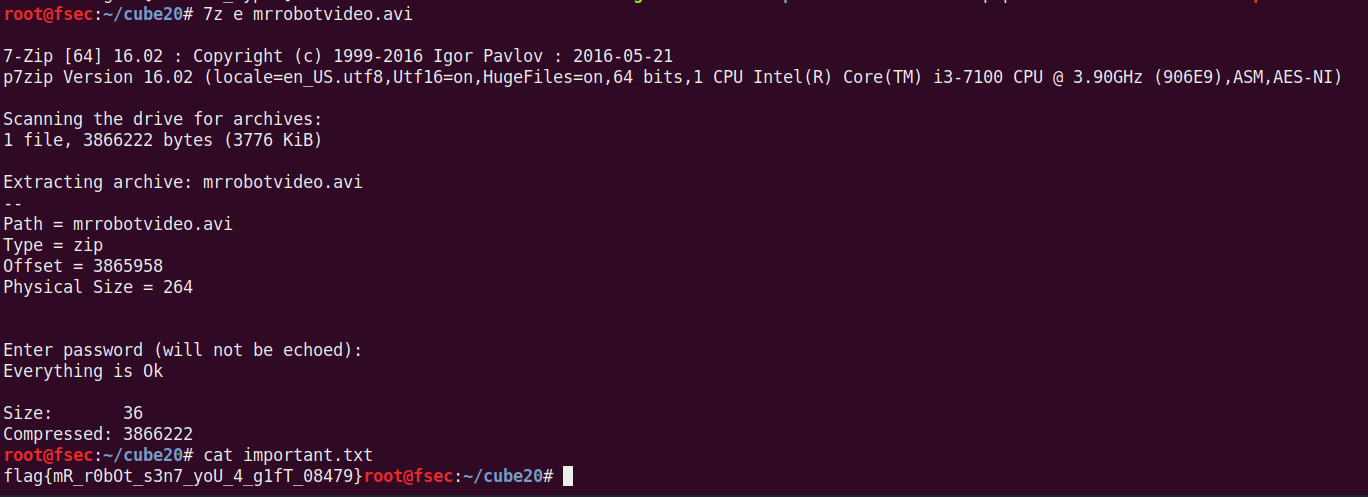 root@fsec:~/cube20# 7z e mrrobotvideo.avi
7-Zip [64] 16.02 : Copyright (c) 1999-2016 Igor Pavlov : 2016-05-21
p7zip Version 16.02 (locale=en_US.utf8,Utf16=on,HugeFiles=on,64 bits,1 CPU Intel(R) Core(TM) i3-7100 CPU @ 3.90GHz (906E9),ASM,AES-NI)
Scanning the drive for archives:
1 file, 3866222 bytes (3776 KiB)
Extracting archive: mrrobotvideo.avi
--
Path = mrrobotvideo.avi
Type = zip
Offset = 3865958
Physical Size = 264
Enter password (will not be echoed):
Everything is Ok
Size:       36
Compressed: 3866222
root@fsec:~/cube20# cat important.txt
flag{mR_r0bOt_s3n7_yoU_4_g1fT_08479}root@fsec:~/cube20#